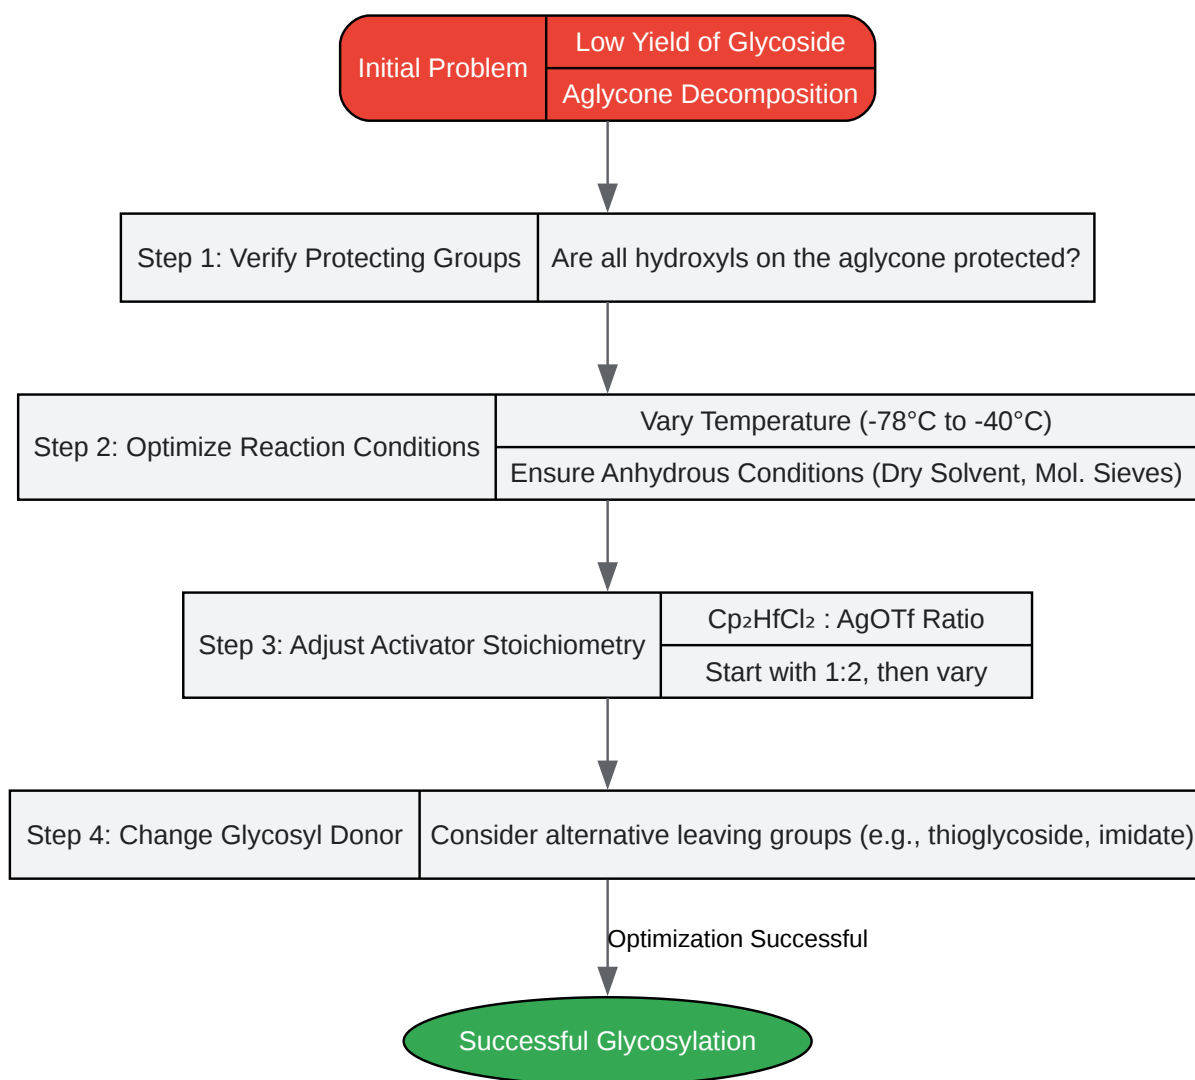 Initial Problem
Low Yield of Glycoside
Aglycone Decomposition
Step 1: Verify Protecting Groups
Are all hydroxyls on the aglycone protected?
Step 2: Optimize Reaction Conditions
Vary Temperature (-78°C to -40°C)
Ensure Anhydrous Conditions (Dry Solvent, Mol. Sieves)
Step 3: Adjust Activator Stoichiometry
Cp₂HfCl₂ : AgOTf Ratio
Start with 1:2, then vary
Step 4: Change Glycosyl Donor
Consider alternative leaving groups (e.g., thioglycoside, imidate)
Optimization Successful
Successful Glycosylation